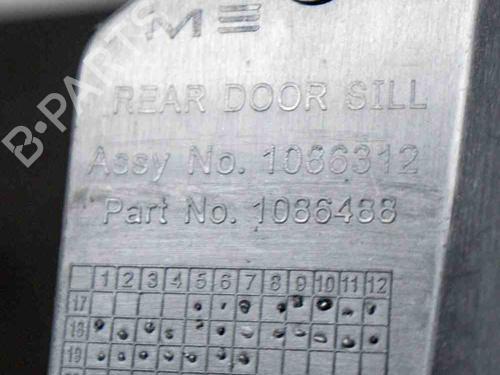 M3
REAR DOOR SILL
Assy No. 1086312
Part No. 1086488
1 2 3 4 5 6 7 8 9 10 11 12
17
18
19
B-PARTS